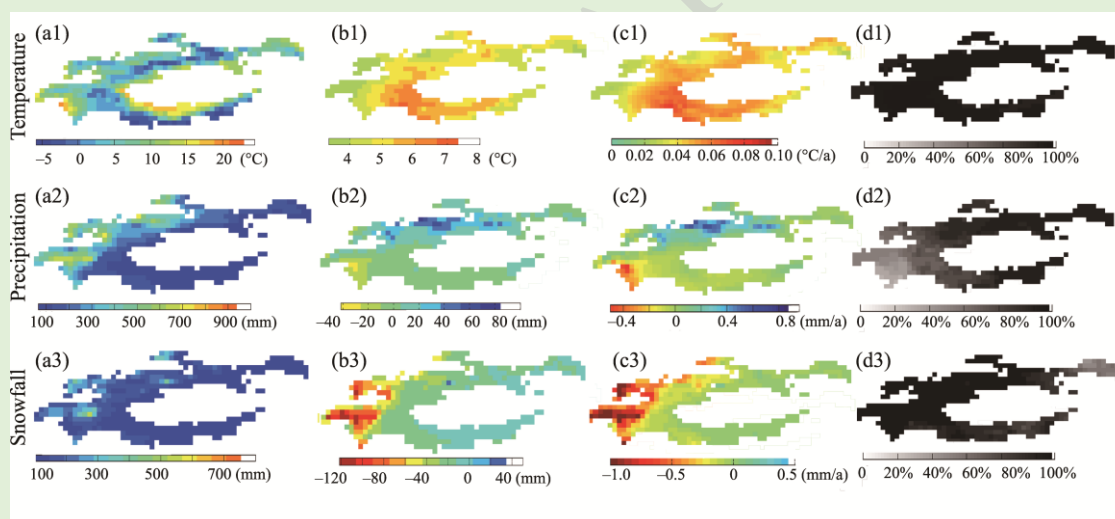 (a1) (b1) (c1) (d1)
Temperature
−5 0 5 10 15 20 (°C)
4 5 6 7 8 (°C)
0 0.02 0.04 0.06 0.08 0.10 (°C/a)
0 20% 40% 60% 80% 100%
(a2) (b2) (c2) (d2)
Precipitation
100 300 500 700 900 (mm)
−40 −20 0 20 40 60 80 (mm)
−0.4 0 0.4 0.8 (mm/a)
0 20% 40% 60% 80% 100%
(a3) (b3) (c3) (d3)
Snowfall
100 300 500 700 (mm)
−120 −80 −40 0 40 (mm)
−1.0 −0.5 0 0.5 (mm/a)
0 20% 40% 60% 80% 100%